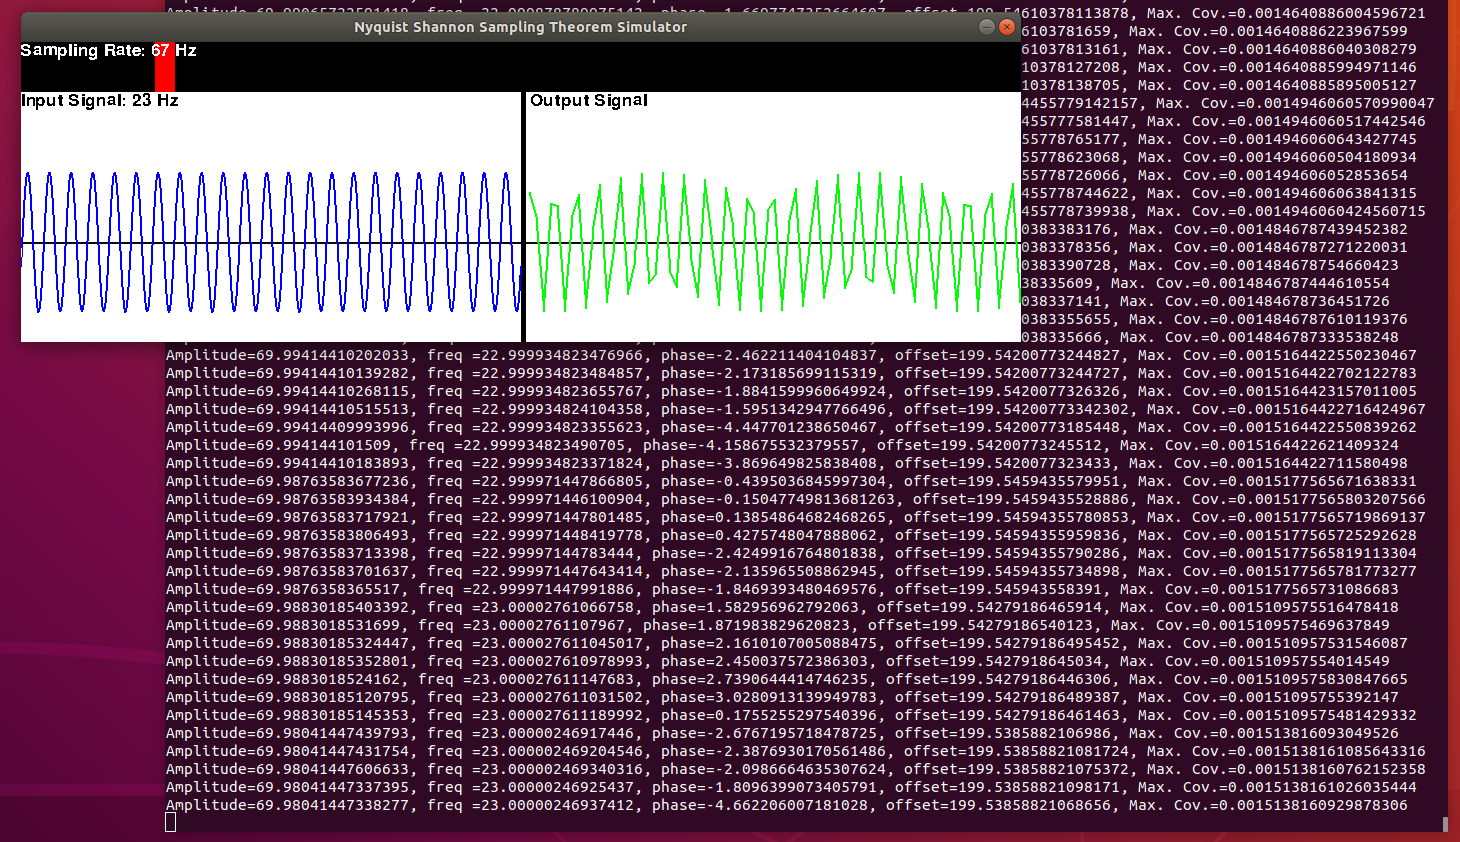 Nyquist Shannon Sampling Theorem Simulator
Sampling Rate: 67 Hz
Input Signal: 23 Hz
Output Signal
610378113878, Max. Cov.=0.0014640886004596721
6103781659, Max. Cov.=0.0014640886223967599
61037813161, Max. Cov.=0.0014640886040308279
10378127208, Max. Cov.=0.0014640885994971146
10378138705, Max. Cov.=0.0014640885895005127
4455779142157, Max. Cov.=0.0014946060570990047
455777581447, Max. Cov.=0.0014946060517442546
55778765177, Max. Cov.=0.0014946060643427745
55778623068, Max. Cov.=0.0014946060504180934
55778726066, Max. Cov.=0.001494606052853654
455778744622, Max. Cov.=0.001494606063841315
455778739938, Max. Cov.=0.0014946060424560715
0383383176, Max. Cov.=0.0014846787439452382
0383378356, Max. Cov.=0.0014846787271220031
0383390728, Max. Cov.=0.001484678754660423
038335609, Max. Cov.=0.0014846787444610554
038337141, Max. Cov.=0.001484678736451726
0383355655, Max. Cov.=0.0014846787610119376
038335666, Max. Cov.=0.0014846787333538248
Amplitude=69.99414410202033, freq =22.999934823476966, phase=-2.462211404104837, offset=199.54200773244827, Max. Cov.=0.0015164422550230467
Amplitude=69.99414410139282, freq =22.999934823484857, phase=-2.173185699115319, offset=199.54200773244727, Max. Cov.=0.0015164422702122783
Amplitude=69.99414410268115, freq =22.999934823655767, phase=-1.8841599960649924, offset=199.5420077326326, Max. Cov.=0.0015164423157011005
Amplitude=69.99414410515513, freq =22.999934824104358, phase=-1.5951342947766496, offset=199.54200773342302, Max. Cov.=0.0015164422716424967
Amplitude=69.99414409993996, freq =22.999934823355623, phase=-4.447701238650467, offset=199.54200773185448, Max. Cov.=0.0015164422550839262
Amplitude=69.994144101509, freq =22.999934823490705, phase=-4.158675532379557, offset=199.54200773245512, Max. Cov.=0.0015164422621409324
Amplitude=69.99414410183893, freq =22.999934823371824, phase=-3.869649825838408, offset=199.5420077323433, Max. Cov.=0.0015164422711580498
Amplitude=69.98763583677236, freq =22.999971447866805, phase=-0.4395036845997304, offset=199.5459435579951, Max. Cov.=0.0015177565671638331
Amplitude=69.98763583934384, freq =22.999971446100904, phase=-0.15047749813681263, offset=199.5459435528886, Max. Cov.=0.0015177565803207566
Amplitude=69.98763583717921, freq =22.999971447801485, phase=0.13854864682468265, offset=199.54594355780853, Max. Cov.=0.0015177565719869137
Amplitude=69.98763583806493, freq =22.999971448419778, phase=0.4275748047888062, offset=199.54594355959836, Max. Cov.=0.0015177565725292628
Amplitude=69.98763583713398, freq =22.99997144783444, phase=-2.4249916764801838, offset=199.54594355790286, Max. Cov.=0.0015177565819113304
Amplitude=69.98763583701637, freq =22.999971447643414, phase=-2.135965508862945, offset=199.54594355734898, Max. Cov.=0.0015177565781773277
Amplitude=69.9876358365517, freq =22.999971447991886, phase=-1.8469393480469576, offset=199.545943558391, Max. Cov.=0.0015177565731086683
Amplitude=69.98830185403392, freq =23.00002761066758, phase=1.582956962792063, offset=199.54279186465914, Max. Cov.=0.0015109575516478418
Amplitude=69.9883018531699, freq =23.00002761107967, phase=1.871983829620823, offset=199.54279186540123, Max. Cov.=0.0015109575469637849
Amplitude=69.98830185324447, freq =23.000027611045017, phase=2.1610107005088475, offset=199.54279186495452, Max. Cov.=0.001510957531546087
Amplitude=69.98830185352801, freq =23.000027610978993, phase=2.450037572386303, offset=199.5427918645034, Max. Cov.=0.001510957554014549
Amplitude=69.9883018524162, freq =23.000027611147683, phase=2.7390644414746235, offset=199.54279186446306, Max. Cov.=0.0015109575830847665
Amplitude=69.98830185120795, freq =23.000027611031502, phase=3.0280913139949783, offset=199.54279186489387, Max. Cov.=0.00151095755392147
Amplitude=69.98830185145353, freq =23.000027611189992, phase=0.1755255297540396, offset=199.54279186461463, Max. Cov.=0.0015109575481429332
Amplitude=69.98041447439793, freq =23.0000024​6917446, phase=-2.6767195718478725, offset=199.5385882106986, Max. Cov.=0.001513816093049526
Amplitude=69.98041447431754, freq =23.000002469204546, phase=-2.3876930170561486, offset=199.53858821081724, Max. Cov.=0.0015138161085643316
Amplitude=69.98041447606633, freq =23.000002469340316, phase=-2.0986664635307624, offset=199.53858821075372, Max. Cov.=0.0015138160762152358
Amplitude=69.98041447337395, freq =23.00000246925437, phase=-1.8096399073405791, offset=199.53858821098171, Max. Cov.=0.0015138161026035444
Amplitude=69.98041447338277, freq =23.00000246937412, phase=-4.662206007181028, offset=199.53858821068656, Max. Cov.=0.0015138160929878306